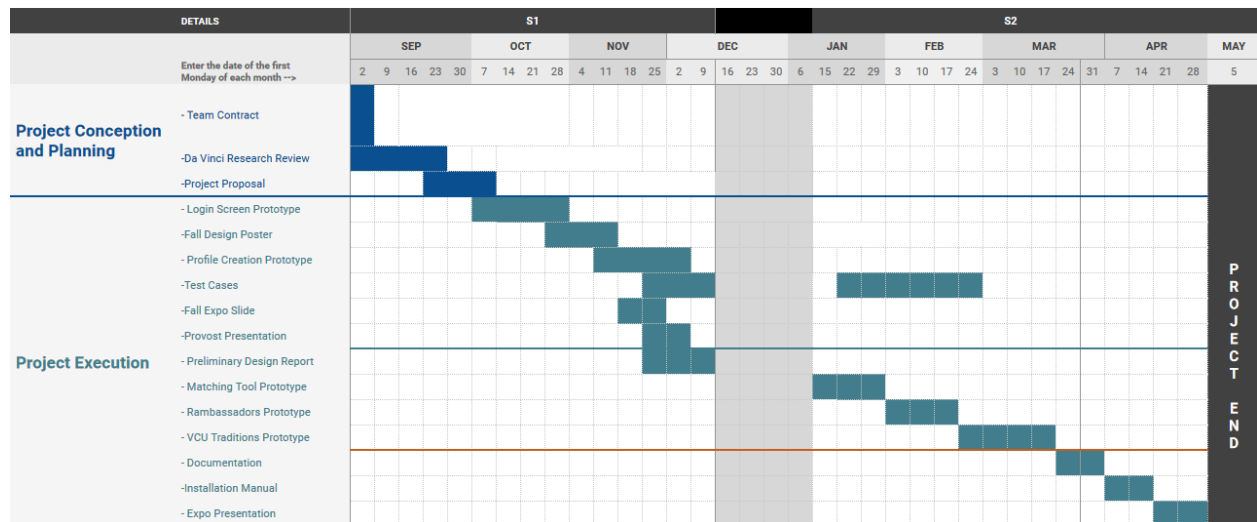 DETAILS S1 S2
SEP OCT NOV DEC JAN FEB MAR APR MAY
Enter the date of the first
Monday of each month -->
2 9 16 23 30 7 14 21 28 4 11 18 25 2 9 16 23 30 6 15 22 29 3 10 17 24 3 10 17 24 31 7 14 21 28 5
Project Conception
and Planning
- Team Contract
-Da Vinci Research Review
-Project Proposal
Project Execution
- Login Screen Prototype
-Fall Design Poster
- Profile Creation Prototype
-Test Cases
-Fall Expo Slide
-Provost Presentation
- Preliminary Design Report
- Matching Tool Prototype
- Rambassadors Prototype
- VCU Traditions Prototype
- Documentation
-Installation Manual
- Expo Presentation
PROJECT END